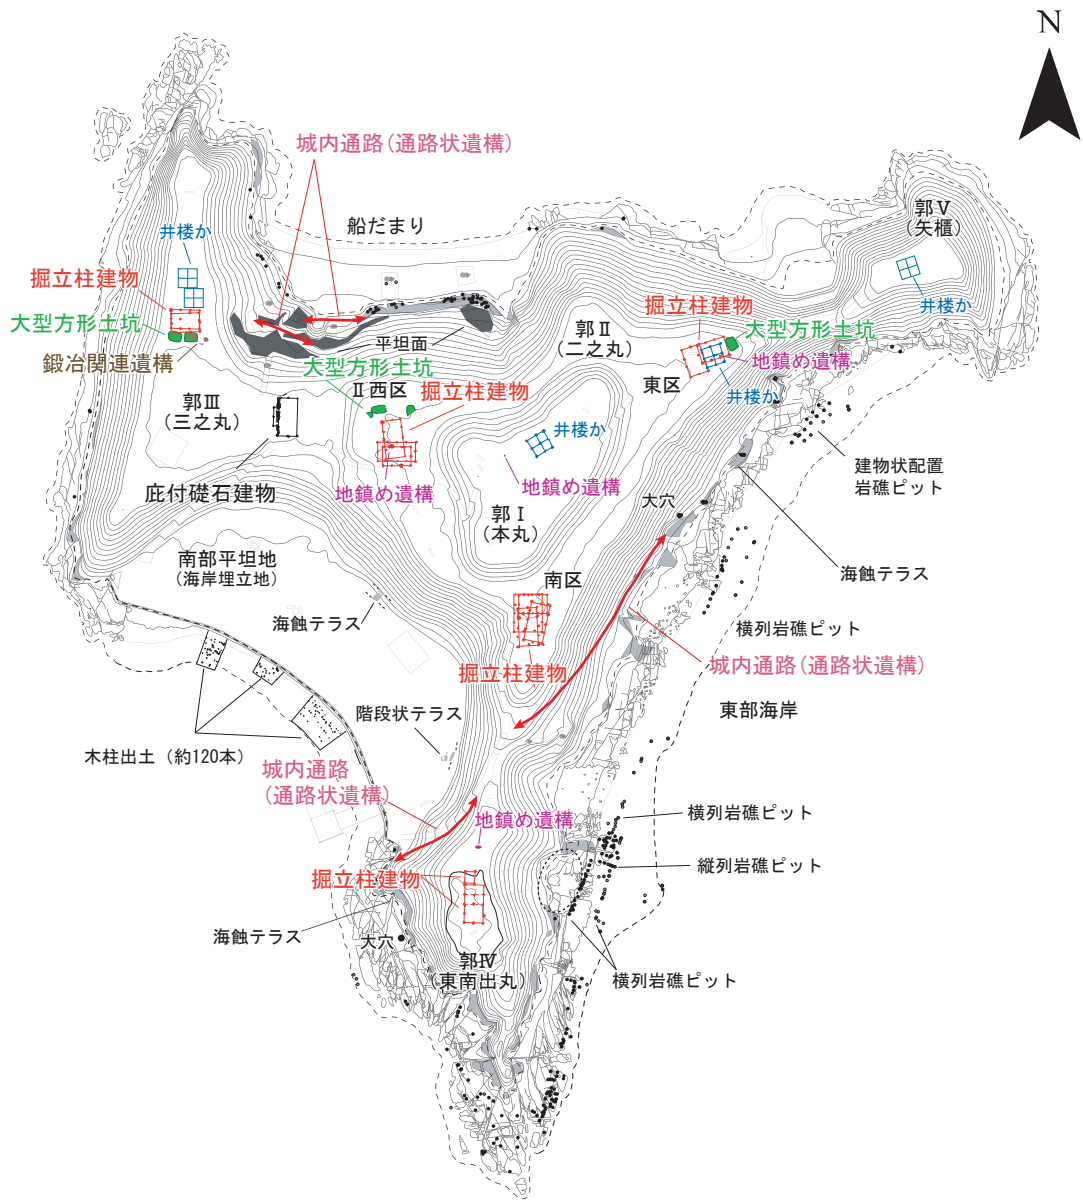 N
城内通路(通路状遺構)
船だまり
郭Ⅴ
(矢櫃)
井楼か
掘立柱建物
大型方形土坑
鍛冶関連遺構
井楼か
掘立柱建物
大型方形土坑
地鎮め遺構
井楼か
郭Ⅱ
(二之丸)
東区
平坦面
大型方形土坑
Ⅱ西区
掘立柱建物
郭Ⅲ
(三之丸)
井楼か
地鎮め遺構
地鎮め遺構
庇付礎石建物
郭Ⅰ
(本丸)
建物状配置
岩礁ピット
大穴
南部平坦地
(海岸埋立地)
海蝕テラス
南区
海蝕テラス
横列岩礁ピット
掘立柱建物
城内通路(通路状遺構)
東部海岸
階段状テラス
木柱出土(約120本)
城内通路
(通路状遺構)
地鎮め遺構
横列岩礁ピット
縦列岩礁ピット
掘立柱建物
海蝕テラス
大穴
郭Ⅳ
(東南出丸)
横列岩礁ピット